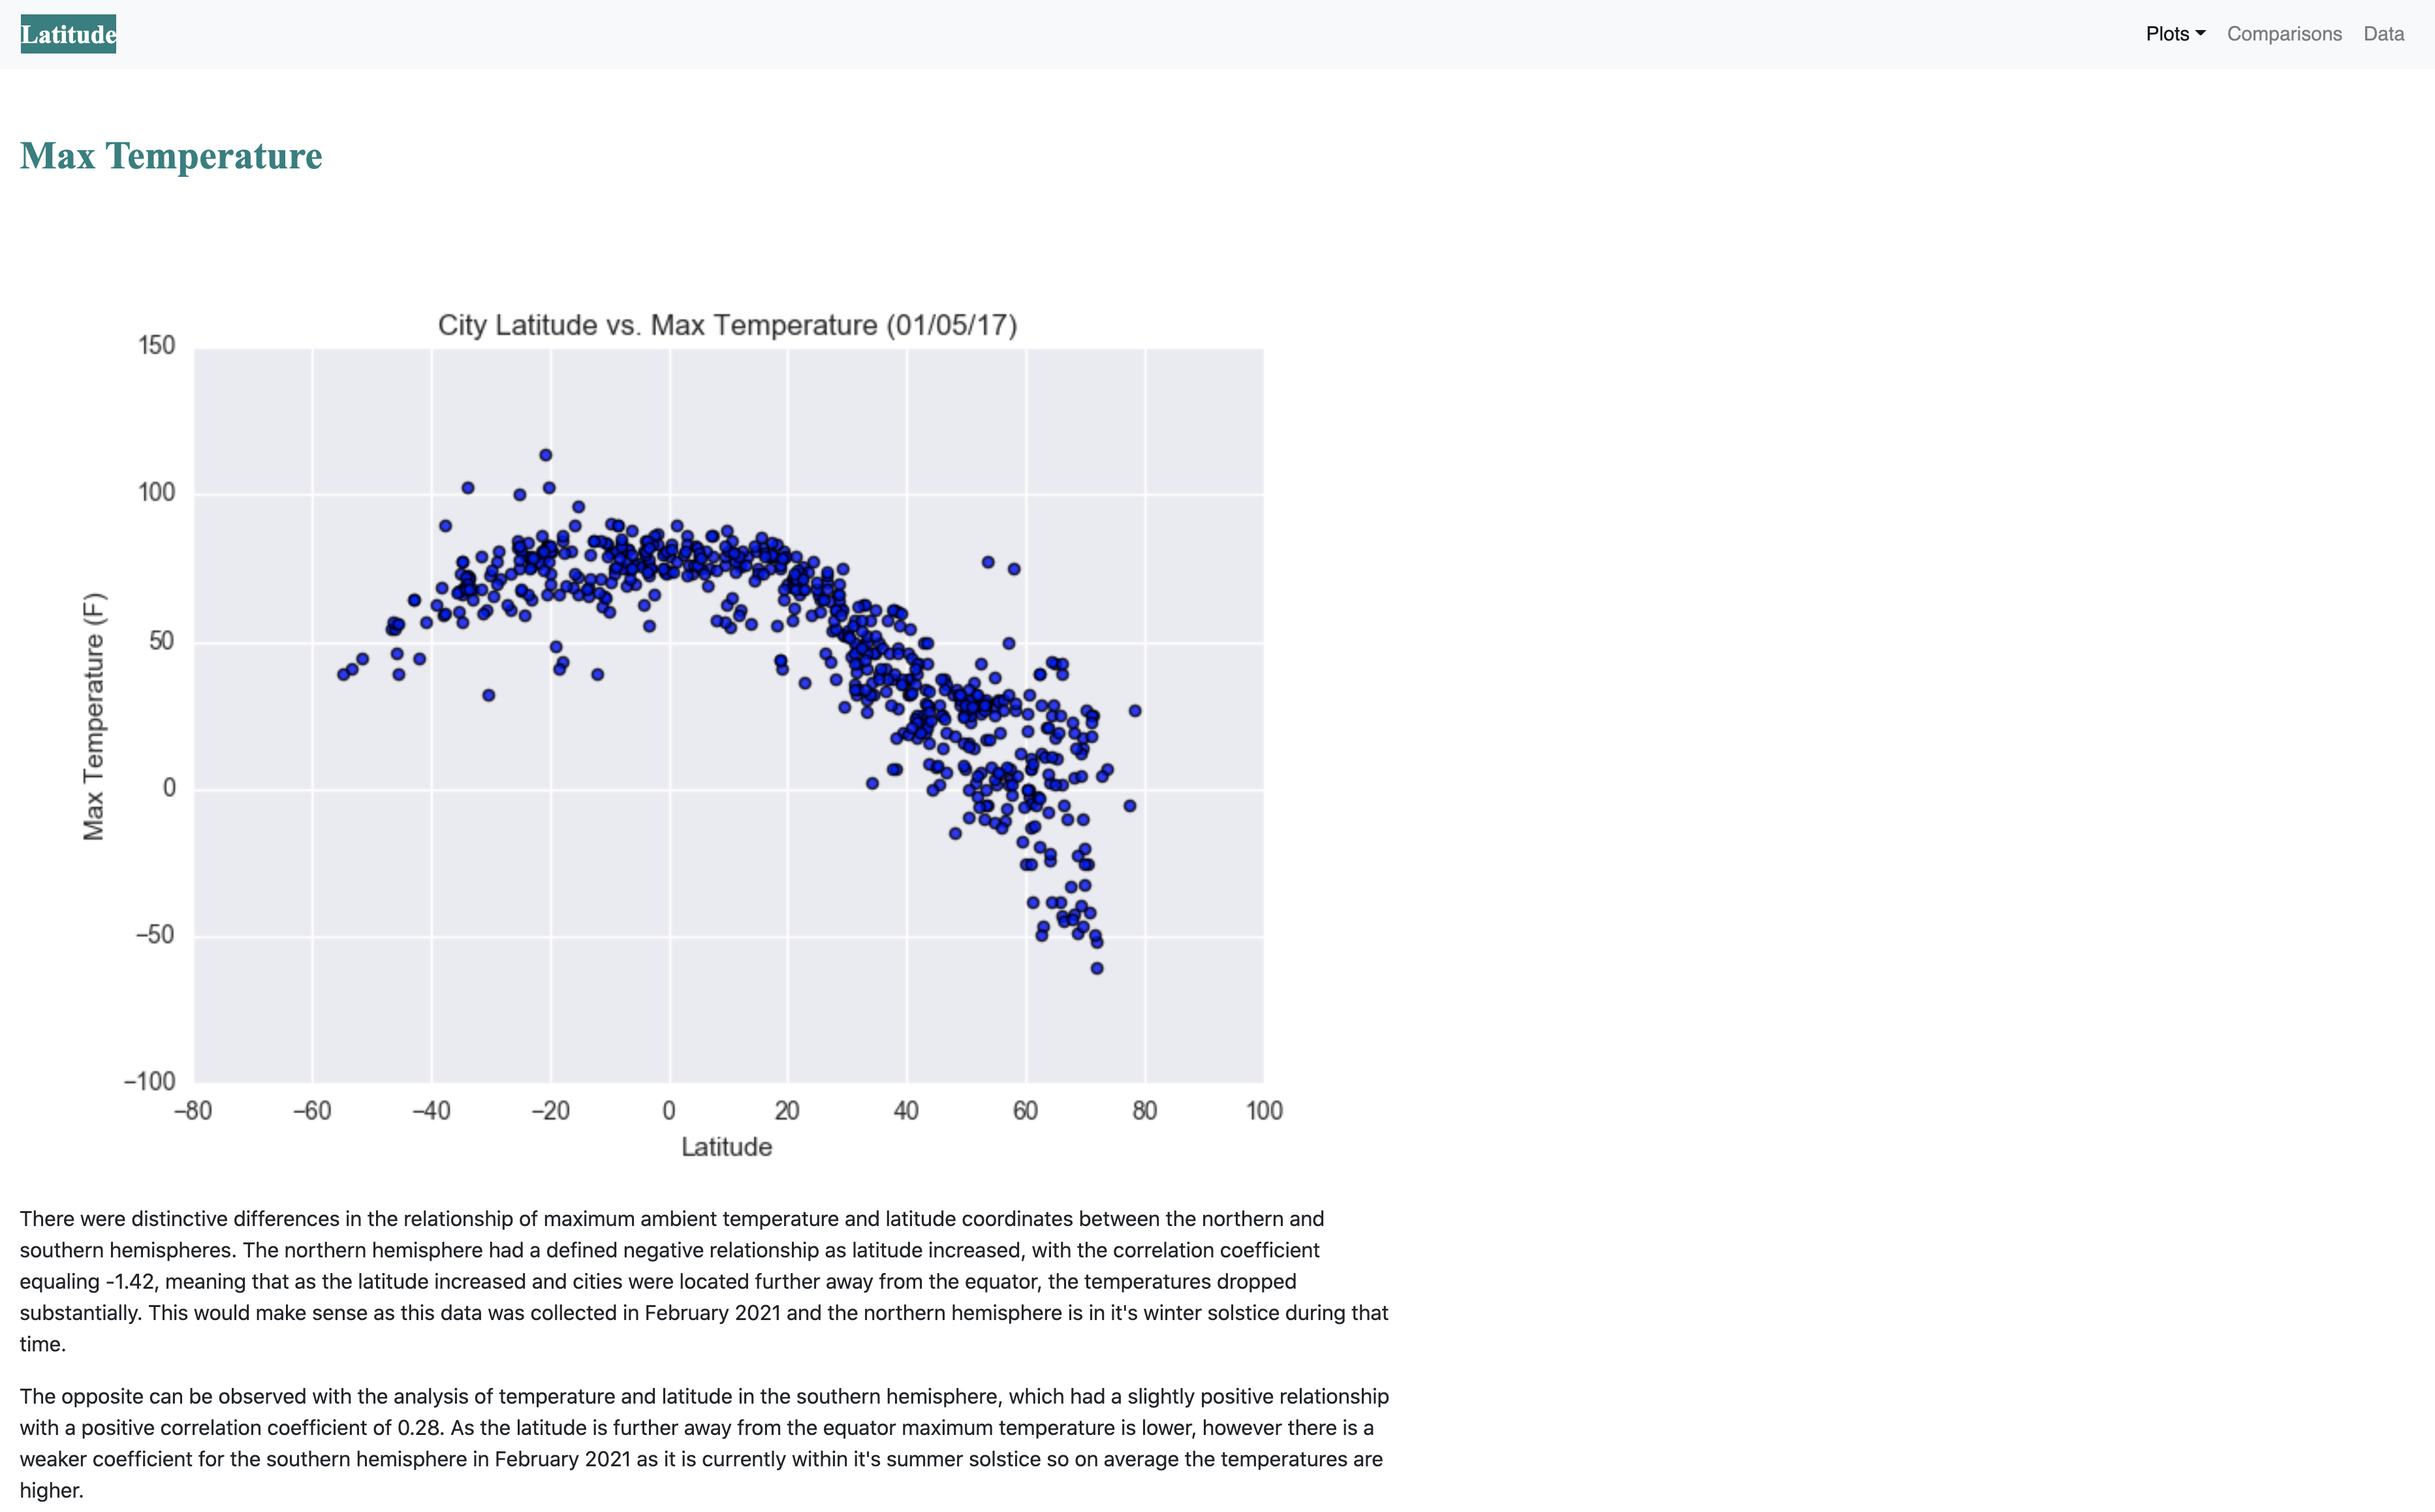 Latitude
Plots Comparisons Data
Max Temperature
City Latitude vs. Max Temperature (01/05/17)
150
100
50
0
−50
−100
Max Temperature (F)
−80 −60 −40 −20 0 20 40 60 80 100
Latitude
There were distinctive differences in the relationship of maximum ambient temperature and latitude coordinates between the northern and
southern hemispheres. The northern hemisphere had a defined negative relationship as latitude increased, with the correlation coefficient
equaling -1.42, meaning that as the latitude increased and cities were located further away from the equator, the temperatures dropped
substantially. This would make sense as this data was collected in February 2021 and the northern hemisphere is in it's winter solstice during that
time.
The opposite can be observed with the analysis of temperature and latitude in the southern hemisphere, which had a slightly positive relationship
with a positive correlation coefficient of 0.28. As the latitude is further away from the equator maximum temperature is lower, however there is a
weaker coefficient for the southern hemisphere in February 2021 as it is currently within it's summer solstice so on average the temperatures are
higher.